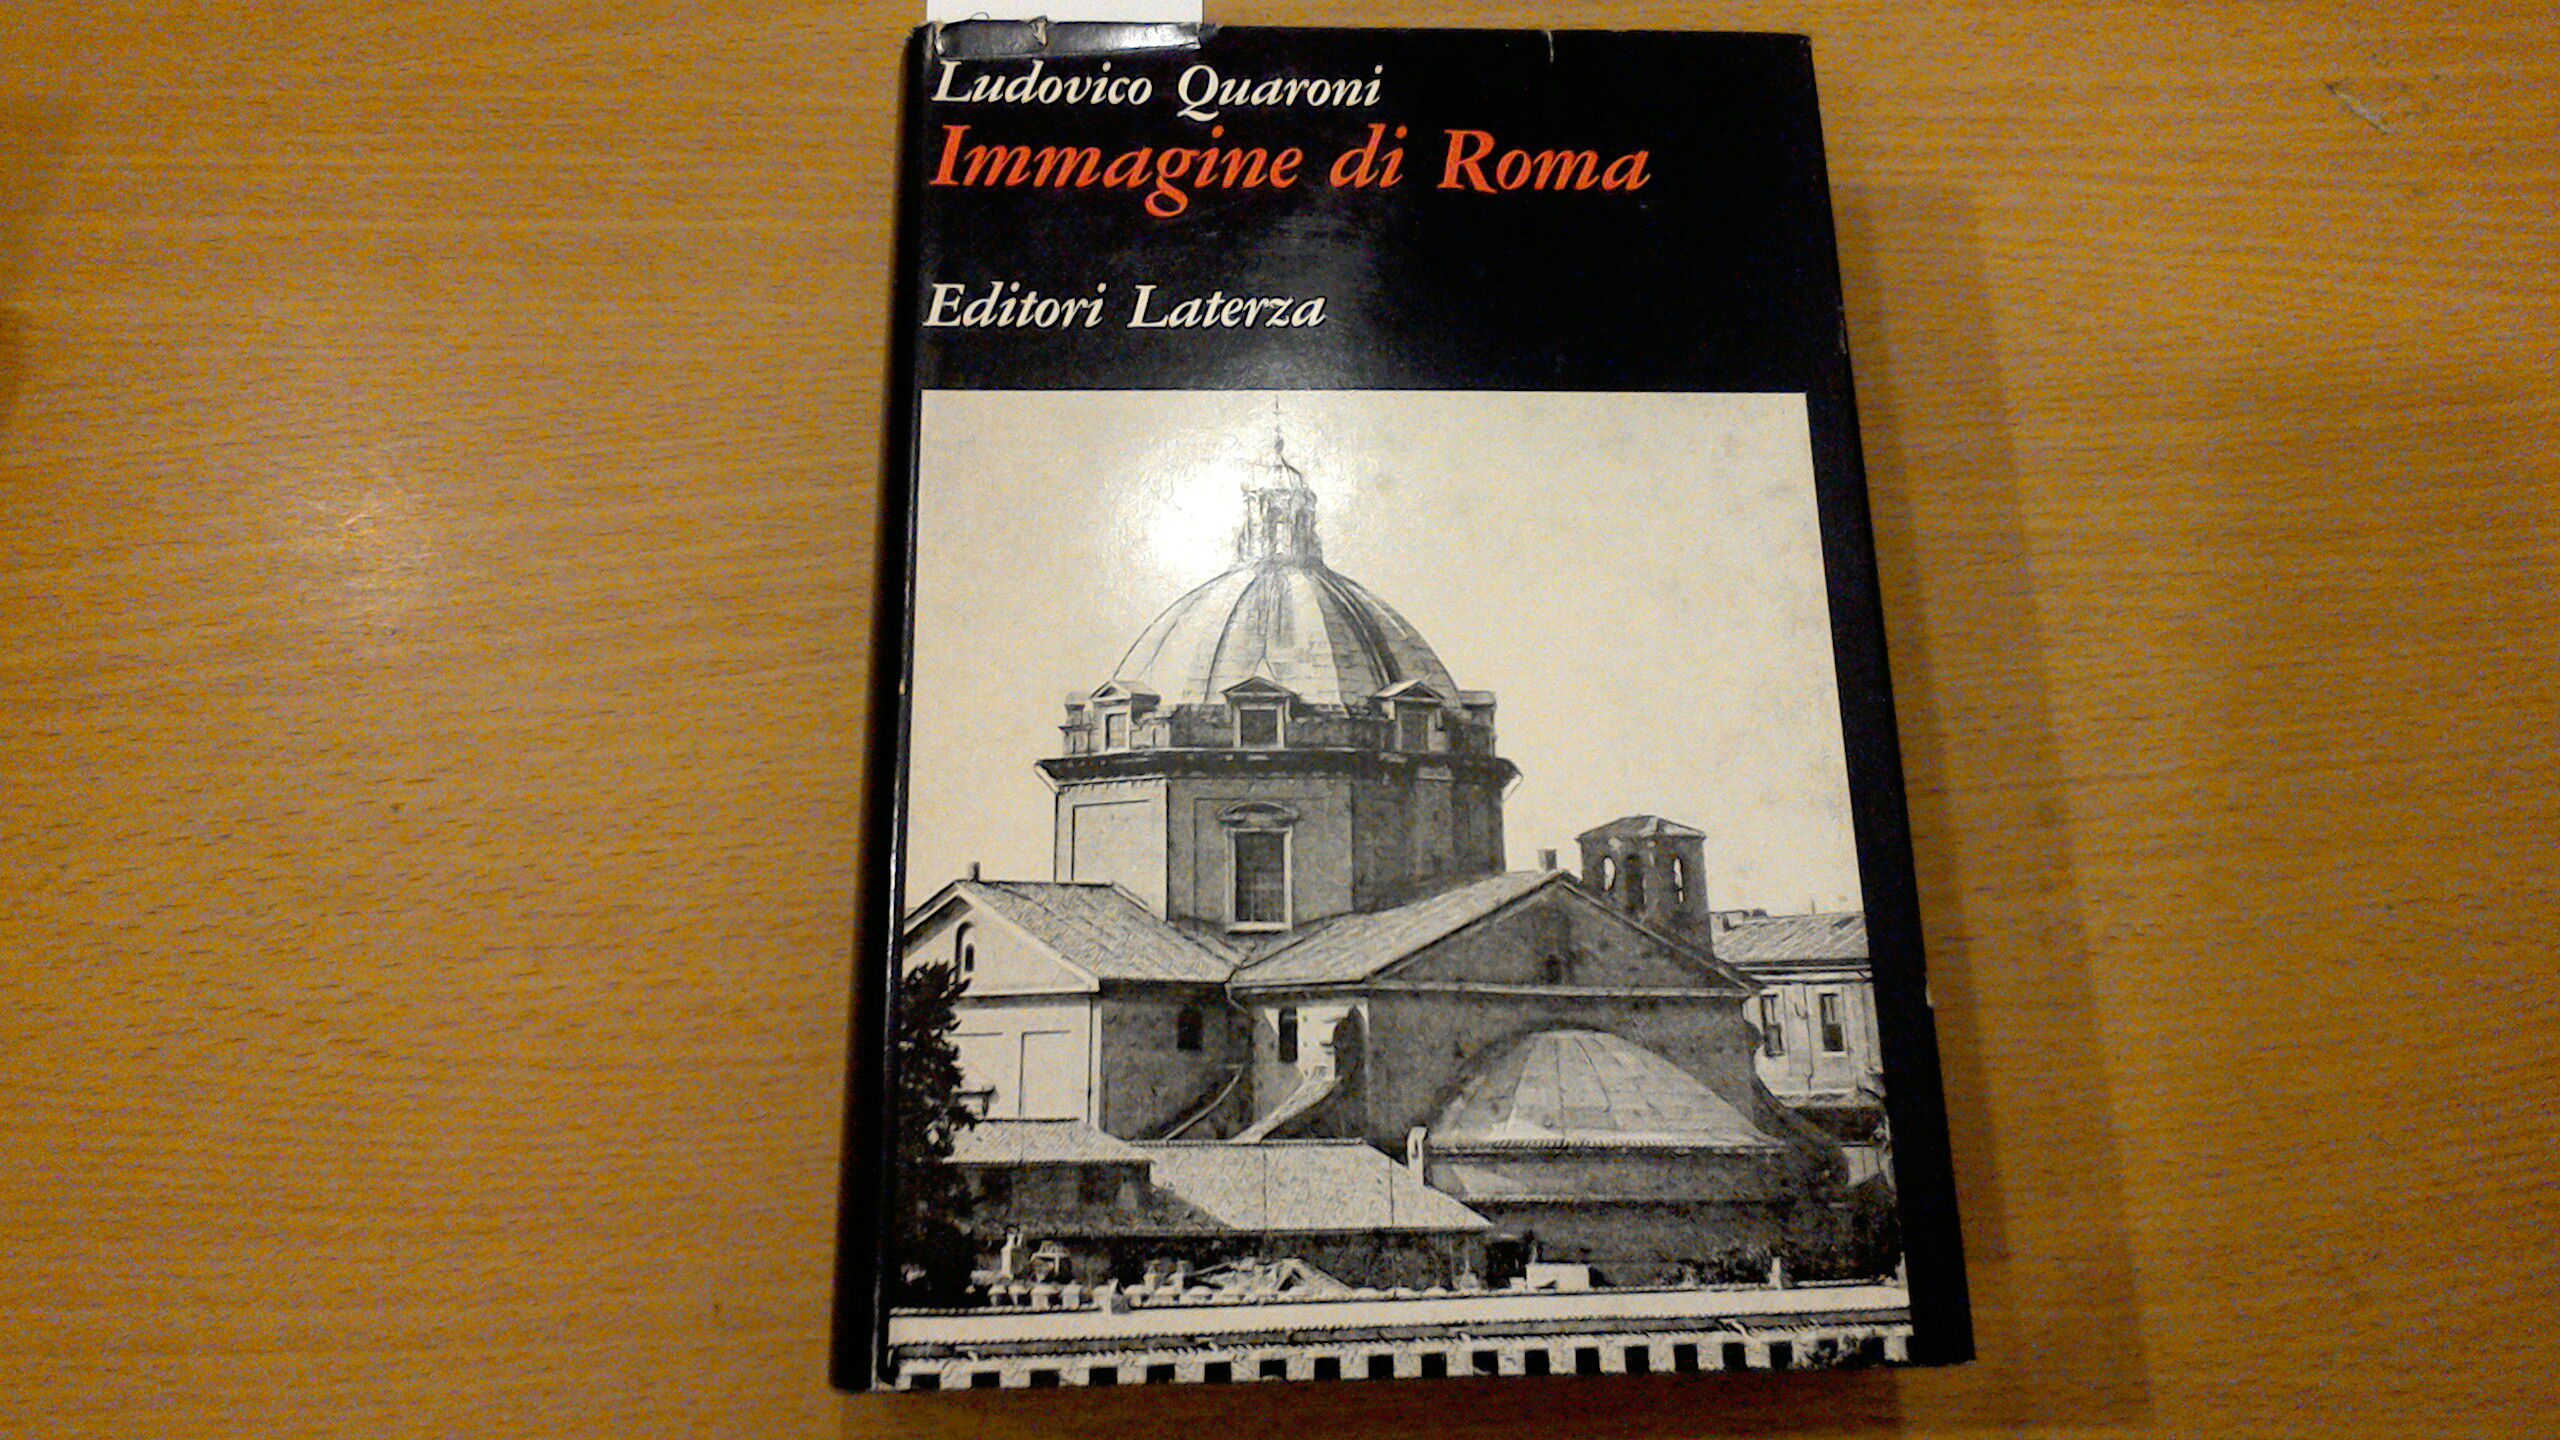 Ludovico Quaroni
Immagine di Roma
Editori Laterza